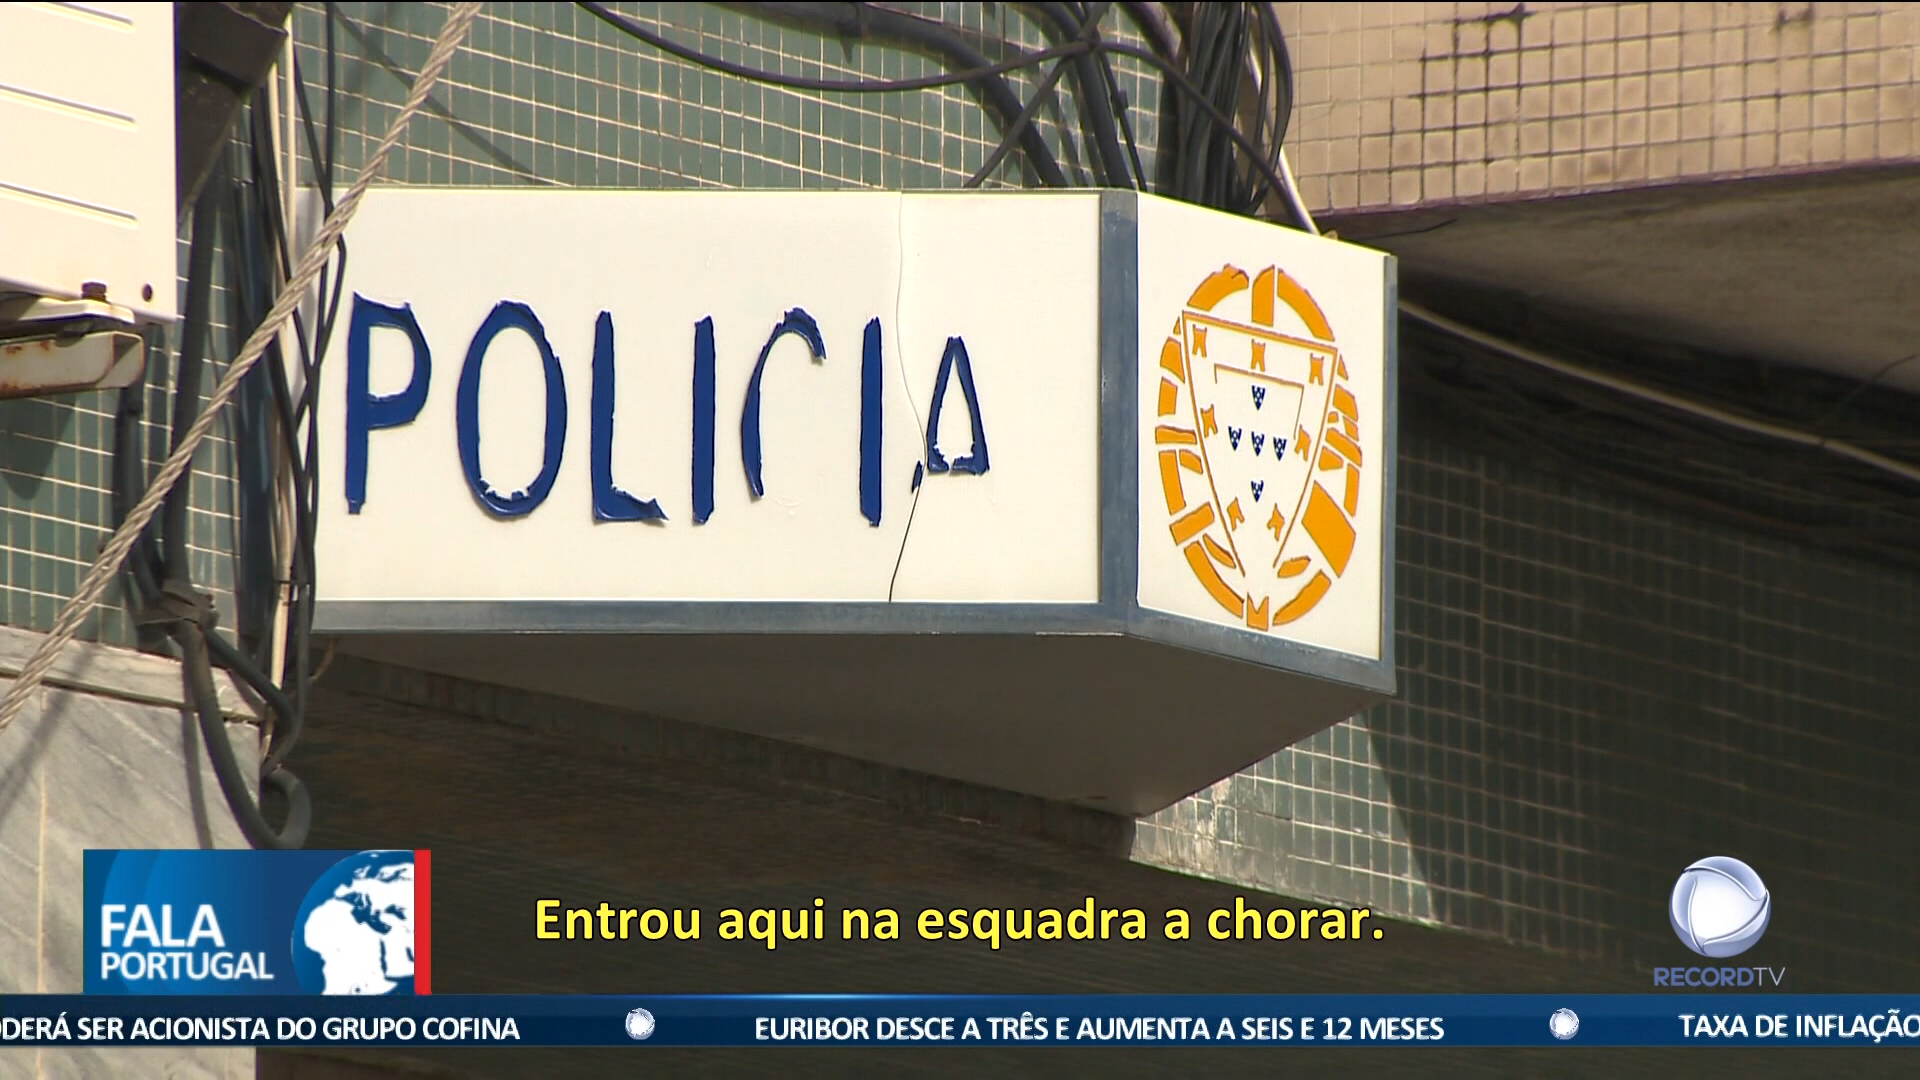 POLICIA
FALA
PORTUGAL
Entrou aqui na esquadra a chorar.
RECORDTV
DERÁ SER ACIONISTA DO GRUPO COFINA
EURIBOR DESCE A TRÊS E AUMENTA A SEIS E 12 MESES
TAXA DE INFLAÇÃO